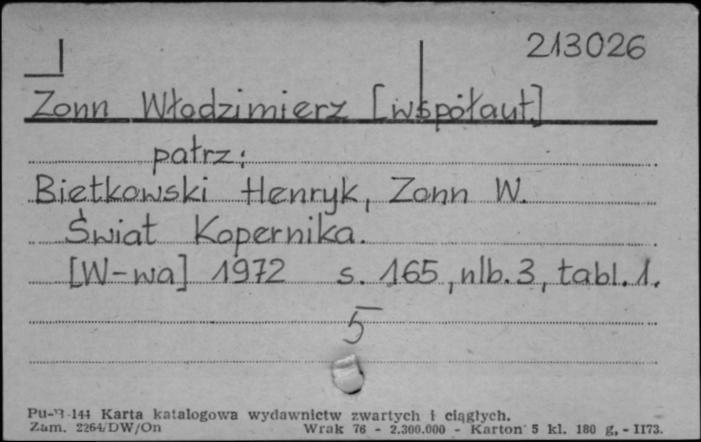 213026
Zonn Włodzimierz [współaut.]
patrz:
Bietkowski Henryk, Zonn W.
Świat Kopernika.
[W-wa] 1972 s. 165, nlb. 3, tabl. 1.
5
Pu-B-144 Karta katalogowa wydawnictw zwartych i ciągłych.
Zam. 2264/DW/On Wrak 76 - 2.300.000 - Karton 5 kl. 180 g, - II73.